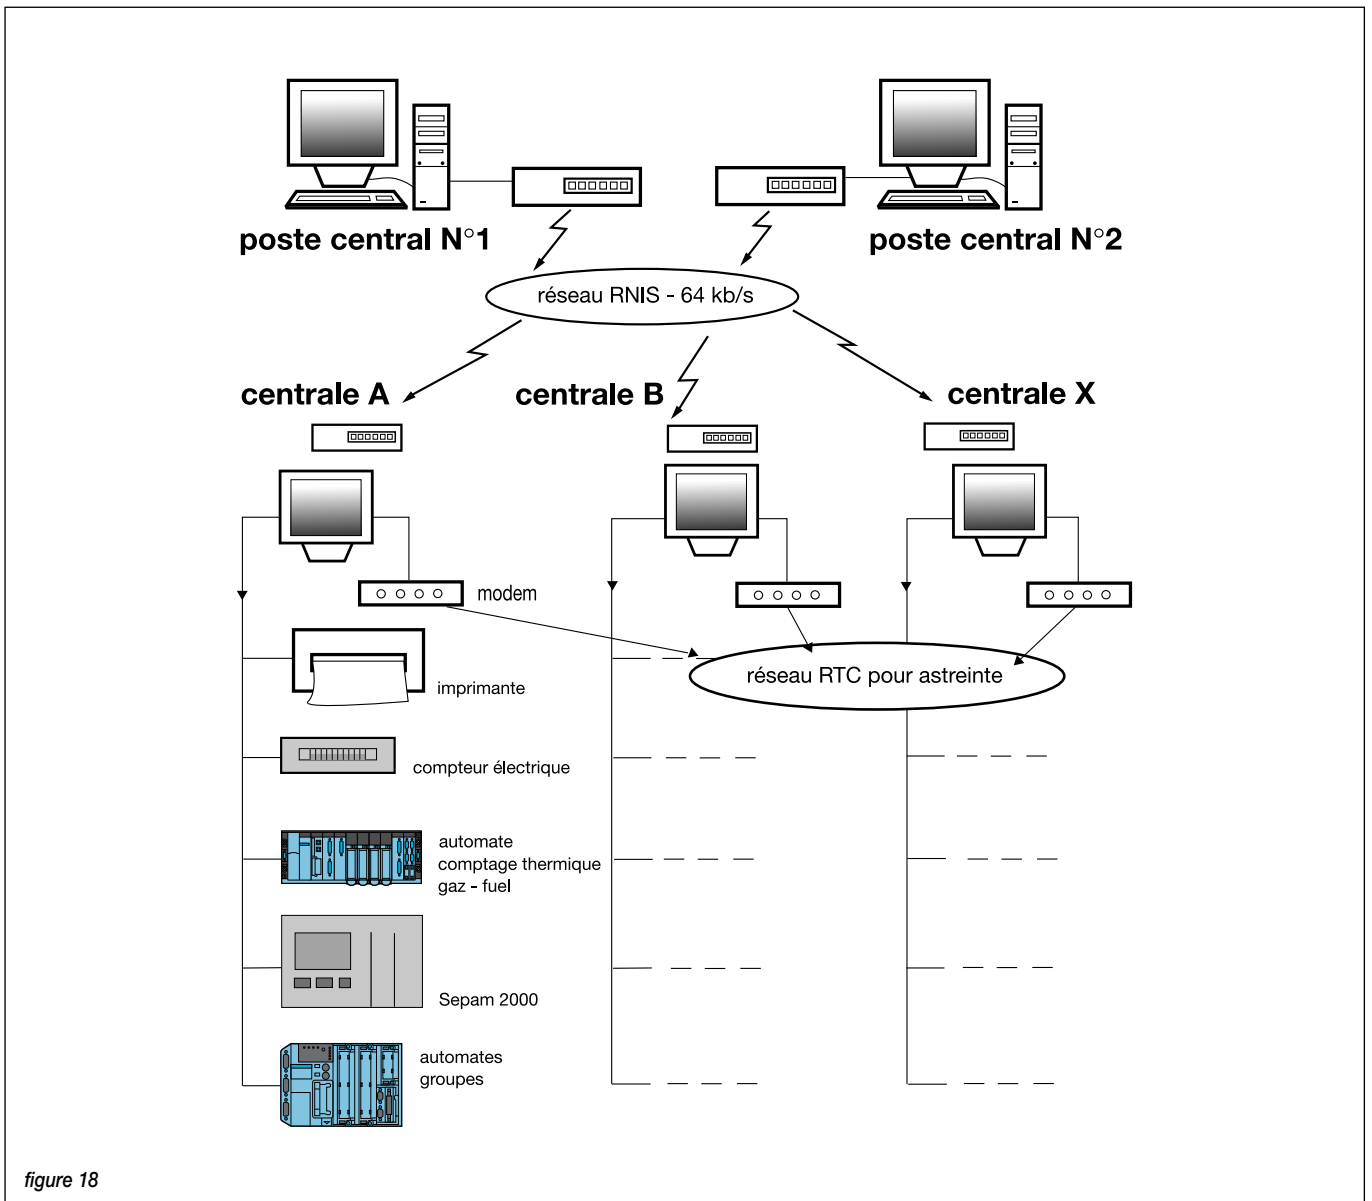 poste central N°1
poste central N°2
réseau RNIS - 64 kb/s
centrale A
centrale B
centrale X
modem
réseau RTC pour astreinte
imprimante
compteur électrique
automate
comptage thermique
gaz - fuel
Sepam 2000
automates
groupes
figure 18